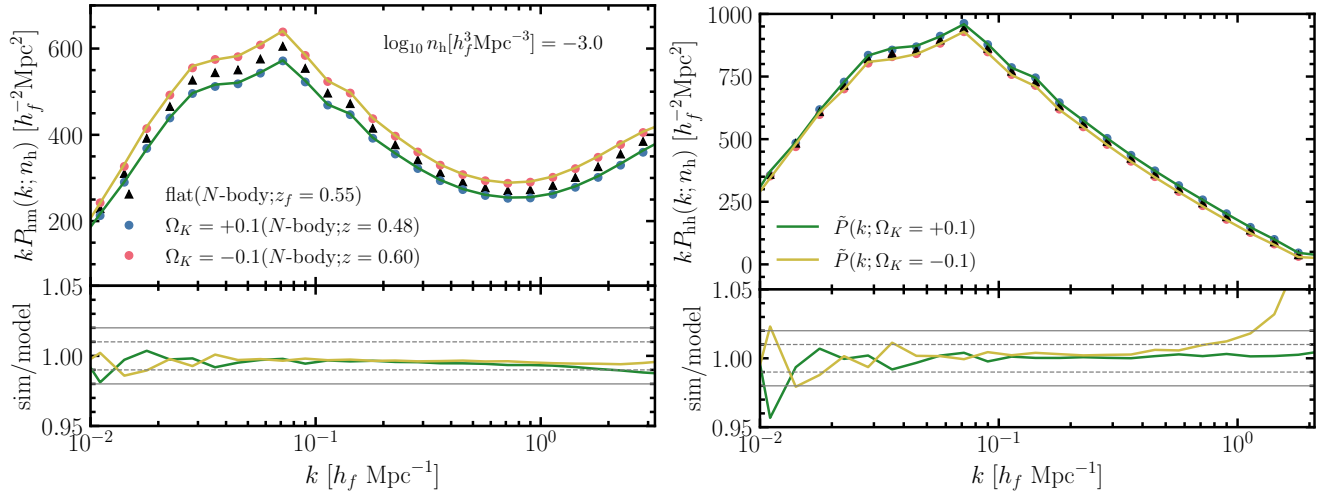 log₁₀ n_h[h_f³Mpc⁻³] = −3.0
600
400
200
kP_hm(k; n_h) [h_f⁻²Mpc²]
flat(N-body;z_f = 0.55)
Ω_K = +0.1(N-body;z = 0.48)
Ω_K = −0.1(N-body;z = 0.60)
1.05
1.00
0.95
sim/model
10⁻² 10⁻¹ 10⁰
k [h_f Mpc⁻¹]
1000
750
500
250
0
kP_hh(k; n_h) [h_f⁻²Mpc²]
P̃(k; Ω_K = +0.1)
P̃(k; Ω_K = −0.1)
1.05
1.00
0.95
sim/model
10⁻² 10⁻¹ 10⁰
k [h_f Mpc⁻¹]